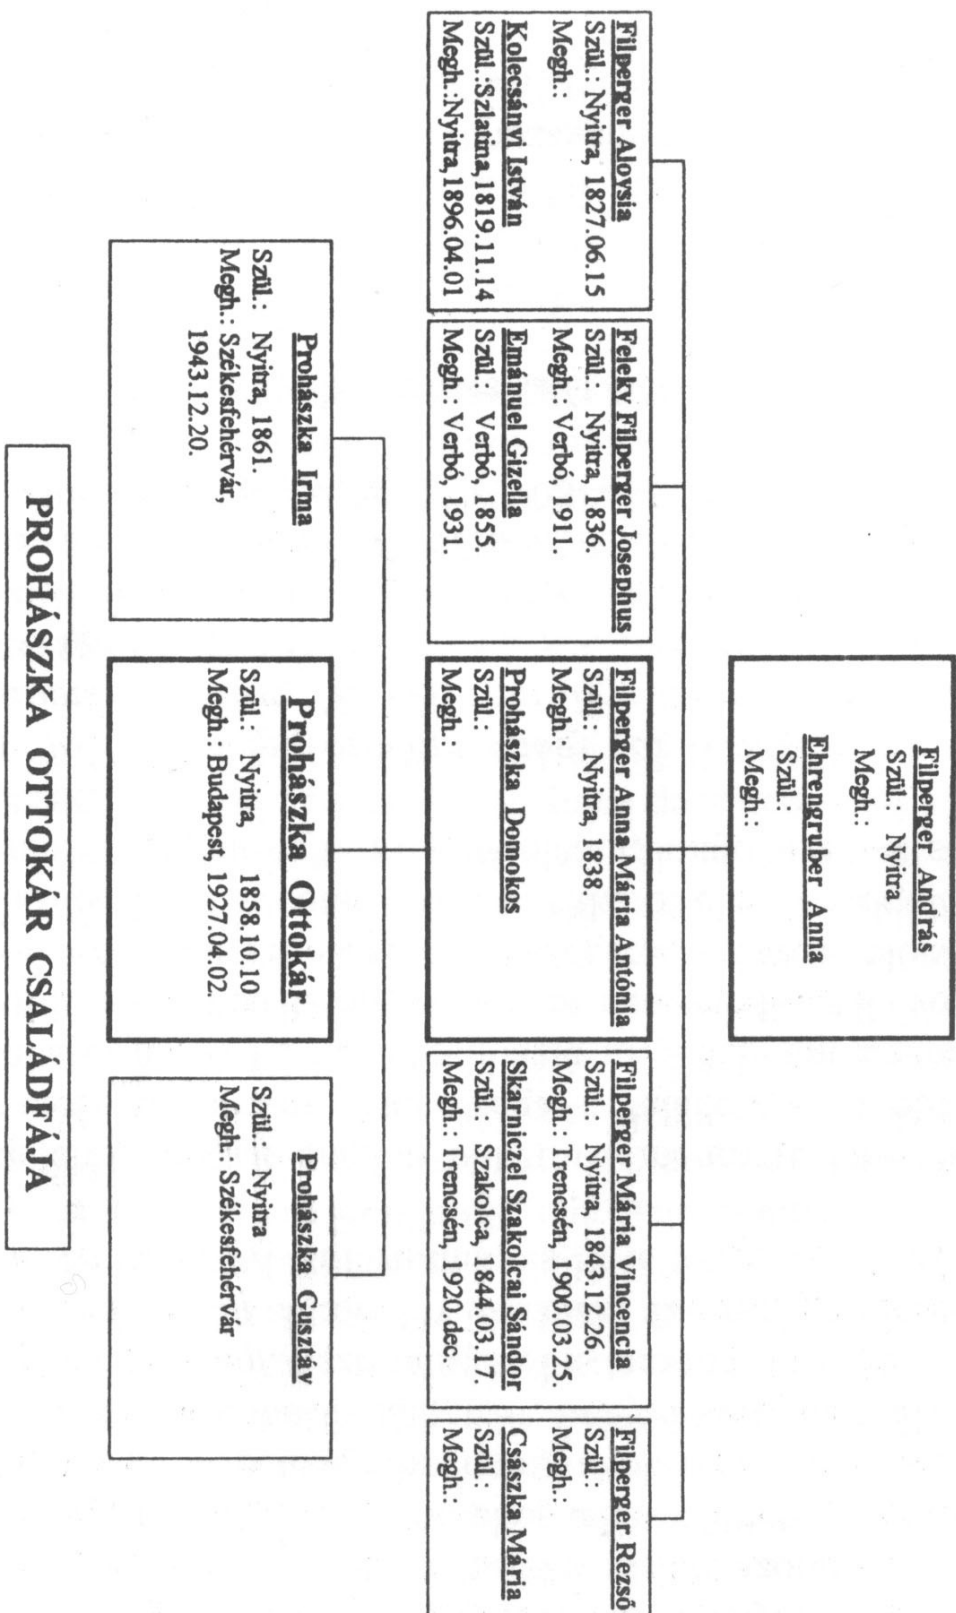 Filperger András
Szül.: Nyitra
Megh.:
Ehrengruber Anna
Szül.:
Megh.:
Filperger Aloysia
Szül.: Nyitra, 1827.06.15
Megh.:
Kolecsányi István
Szül.:Szlatina,1819.11.14
Megh.:Nyitra,1896.04.01
Feleky Filperger Josephus
Szül.: Nyitra, 1836.
Megh.: Verbó, 1911.
Emánuel Gizella
Szül.: Verbó, 1855.
Megh.: Verbó, 1931.
Filperger Anna Mária Antónia
Szül.: Nyitra, 1838.
Megh.:
Prohászka Domokos
Szül.:
Megh.:
Filperger Mária Vincencia
Szül.: Nyitra, 1843.12.26.
Megh.: Trencsén, 1900.03.25.
Skarniczel Szakolcai Sándor
Szül.: Szakolca, 1844.03.17.
Megh.: Trencsén, 1920.dec.
Filperger Rezső
Szül.:
Megh.:
Császka Mária
Szül.:
Megh.:
Prohászka Irma
Szül.: Nyitra, 1861.
Megh.: Székesfehérvár,
1943.12.20.
Prohászka Ottokár
Szül.: Nyitra, 1858.10.10
Megh.: Budapest, 1927.04.02.
Prohászka Gusztáv
Szül.: Nyitra
Megh.: Székesfehérvár
PROHÁSZKA OTTOKÁR CSALÁDFÁJA